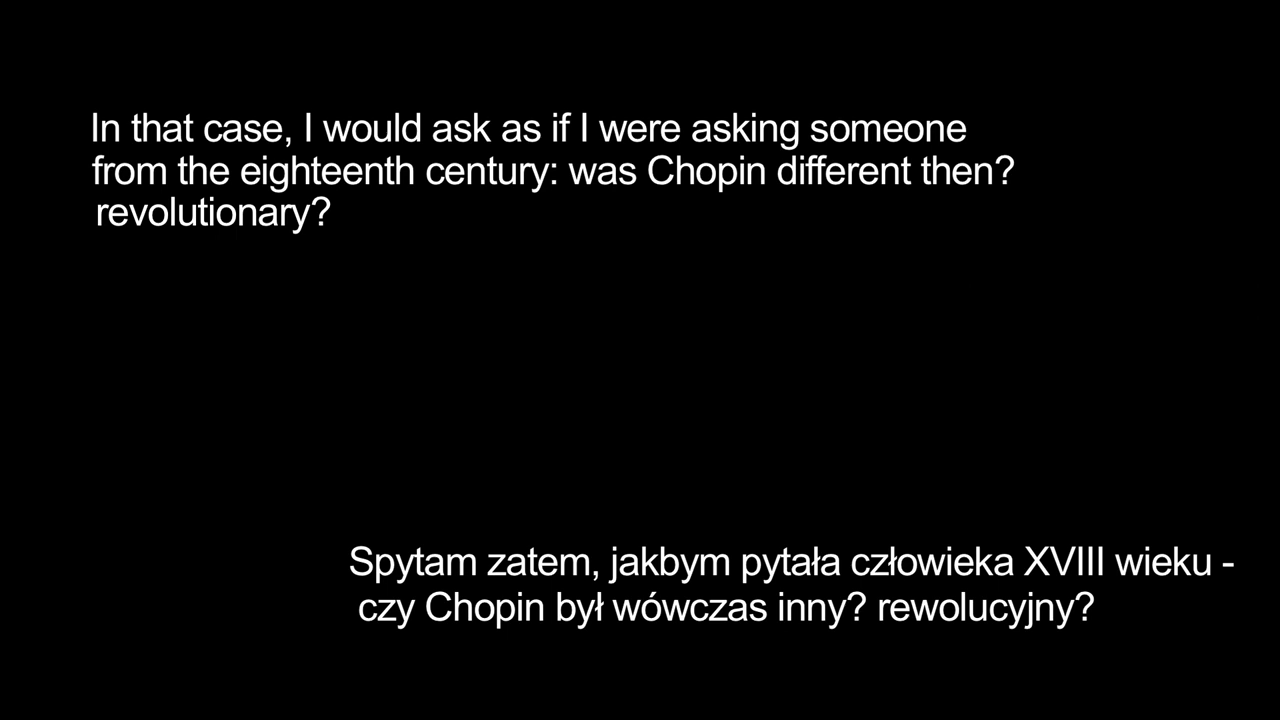 In that case, I would ask as if I were asking someone
from the eighteenth century: was Chopin different then?
revolutionary?
Spytam zatem, jakbym pytała człowieka XVIII wieku -
czy Chopin był wówczas inny? rewolucyjny?